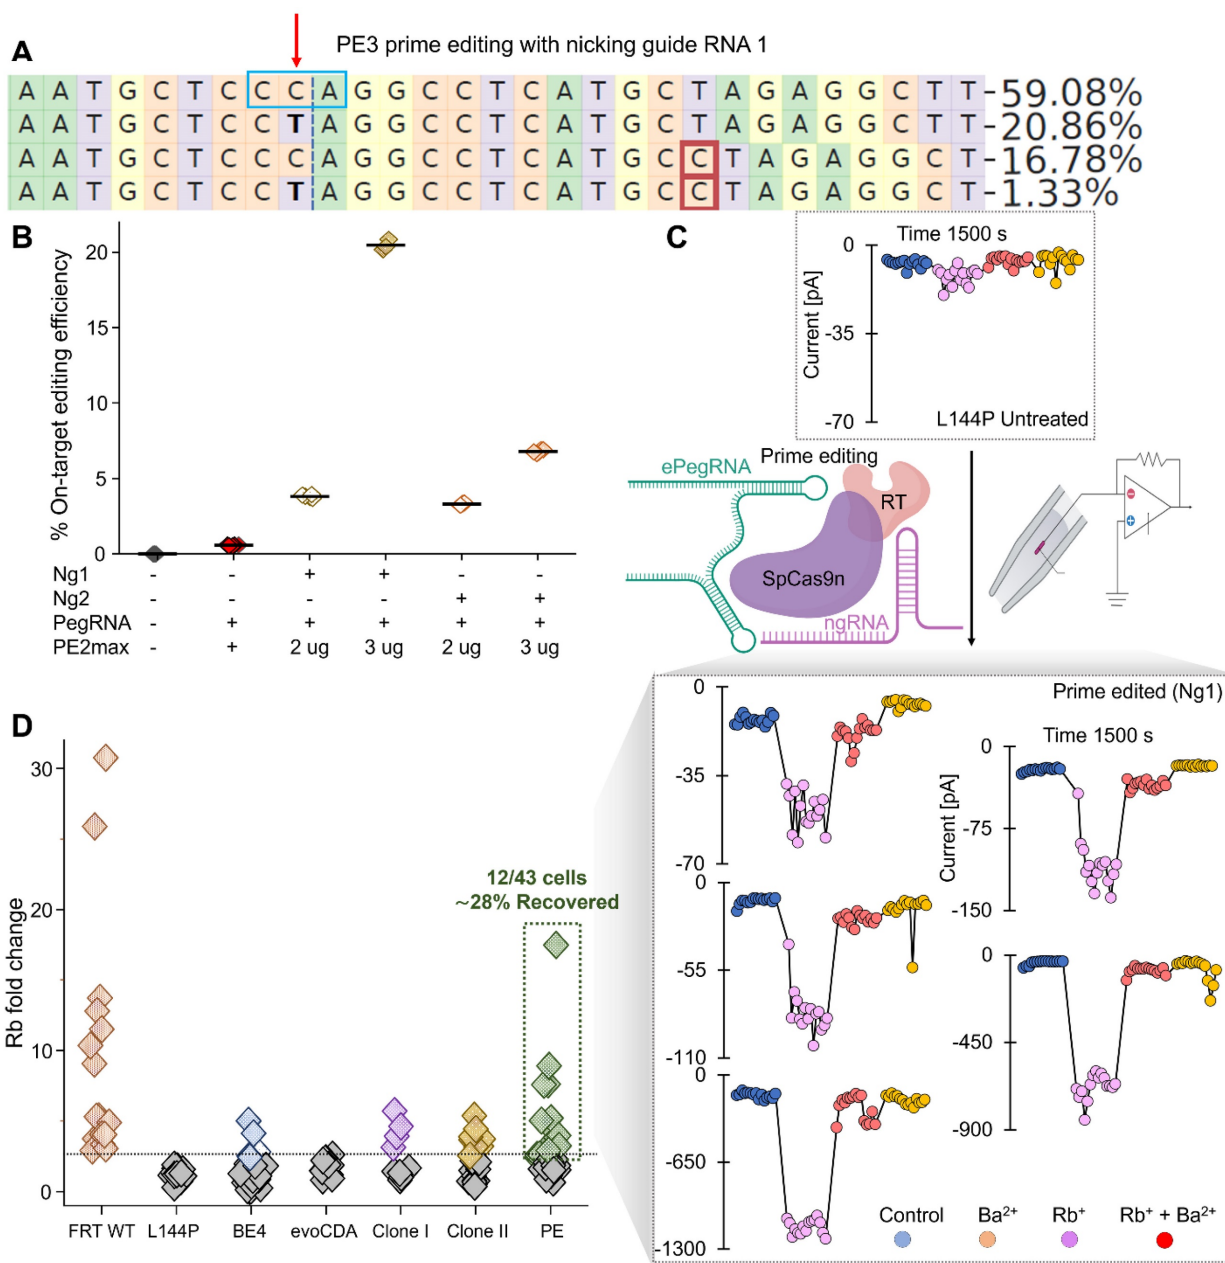 A
PE3 prime editing with nicking guide RNA 1
A A T G C T C C C A G G C C T C A T G C T A G A G G C T T -59.08%
A A T G C T C C T A G G C C T C A T G C T A G A G G C T T -20.86%
A A T G C T C C C A G G C C T C A T G C C T A G A G G C T -16.78%
A A T G C T C C T A G G C C T C A T G C C T A G A G G C T -1.33%
B
% On-target editing efficiency
20
15
10
5
0
Ng1 - - + + - -
Ng2 - - - - + +
PegRNA - + + + + +
PE2max - + 2 ug 3 ug 2 ug 3 ug
C
Time 1500 s
Current [pA]
0
-35
-70
L144P Untreated
Prime editing
ePegRNA
RT
SpCas9n
ngRNA
Prime edited (Ng1)
Time 1500 s
Current [pA]
0
-35
-70
0
-55
-110
0
-650
-1300
0
-75
-150
0
-450
-900
Control Ba²⁺ Rb⁺ Rb⁺ + Ba²⁺
D
Rb fold change
30
20
10
0
12/43 cells
~28% Recovered
FRT WT L144P BE4 evoCDA Clone I Clone II PE